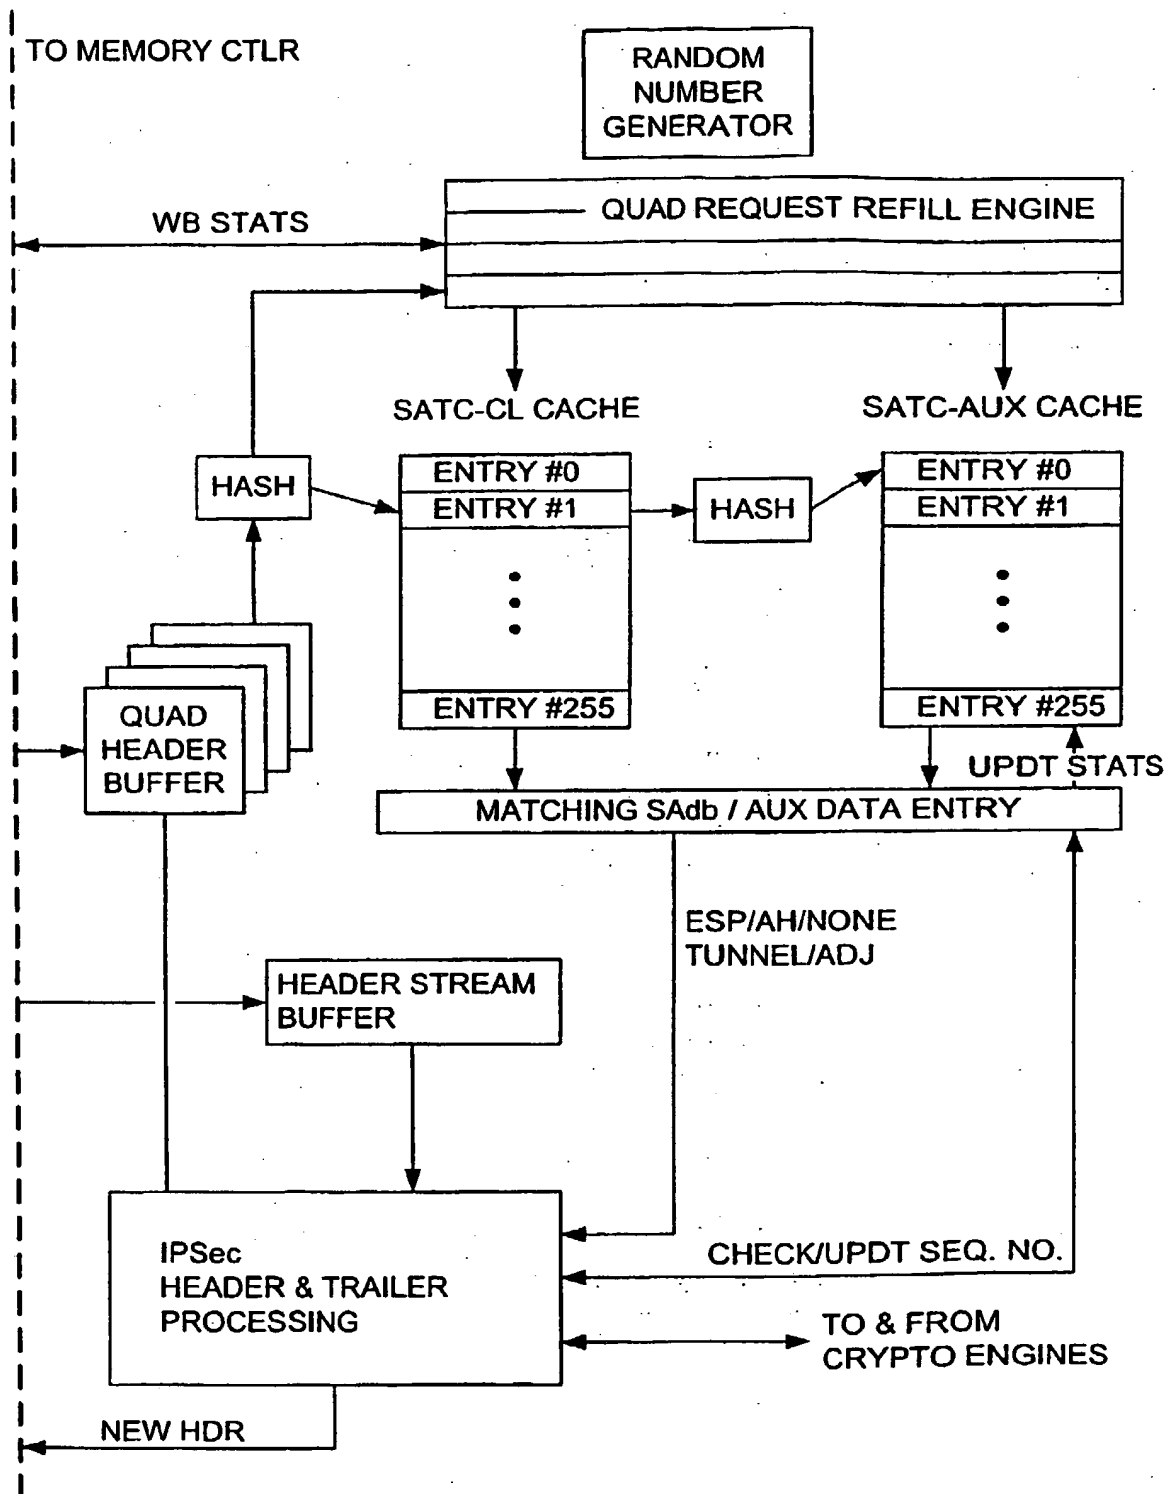 TO MEMORY CTLR
RANDOM
NUMBER
GENERATOR
WB STATS
QUAD REQUEST REFILL ENGINE
SATC-CL CACHE
SATC-AUX CACHE
HASH
ENTRY #0
ENTRY #1
ENTRY #255
HASH
ENTRY #0
ENTRY #1
ENTRY #255
QUAD
HEADER
BUFFER
UPDT STATS
MATCHING SAdb / AUX DATA ENTRY
ESP/AH/NONE
TUNNEL/ADJ
HEADER STREAM
BUFFER
IPSec
HEADER & TRAILER
PROCESSING
CHECK/UPDT SEQ. NO.
TO & FROM
CRYPTO ENGINES
NEW HDR